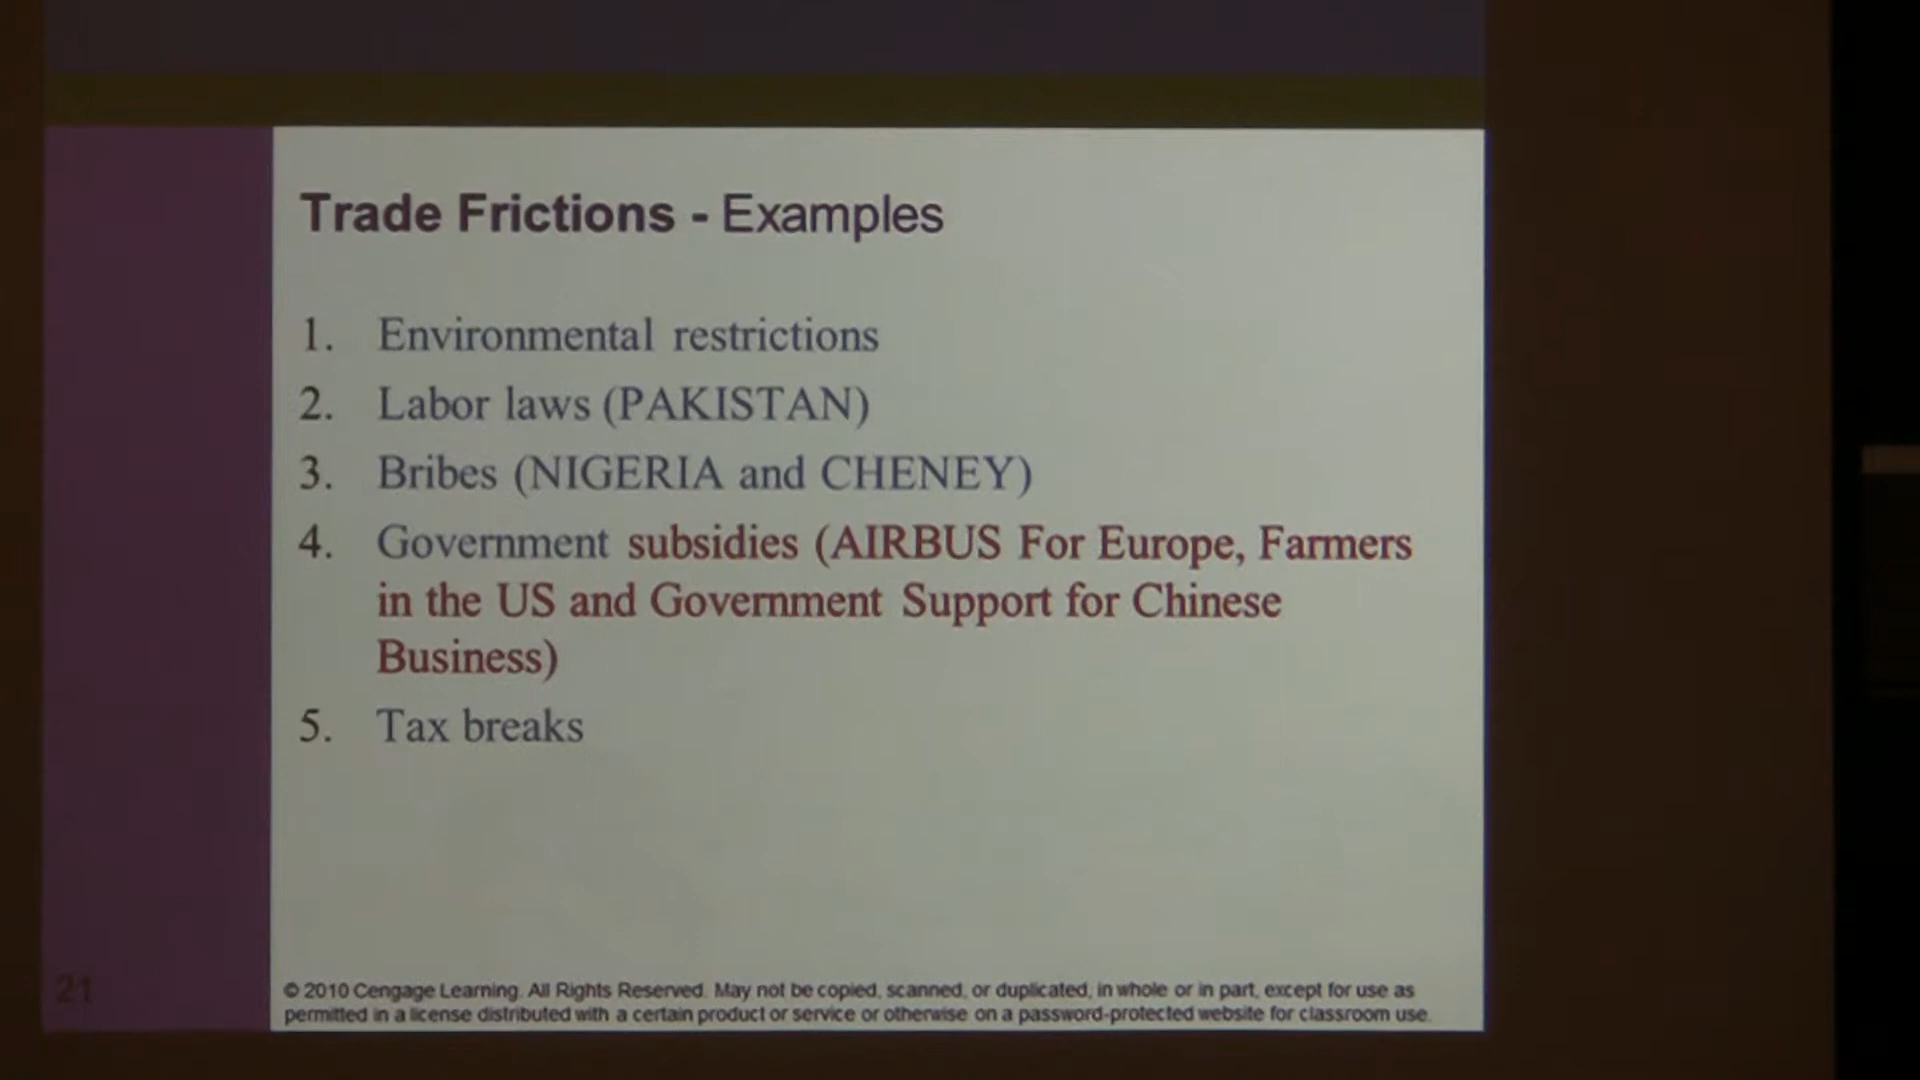 Trade Frictions - Examples
1. Environmental restrictions
2. Labor laws (PAKISTAN)
3. Bribes (NIGERIA and CHENEY)
4. Government subsidies (AIRBUS For Europe, Farmers
in the US and Government Support for Chinese
Business)
5. Tax breaks
21
© 2010 Cengage Learning. All Rights Reserved. May not be copied, scanned, or duplicated, in whole or in part, except for use as
permitted in a license distributed with a certain product or service or otherwise on a password-protected website for classroom use.